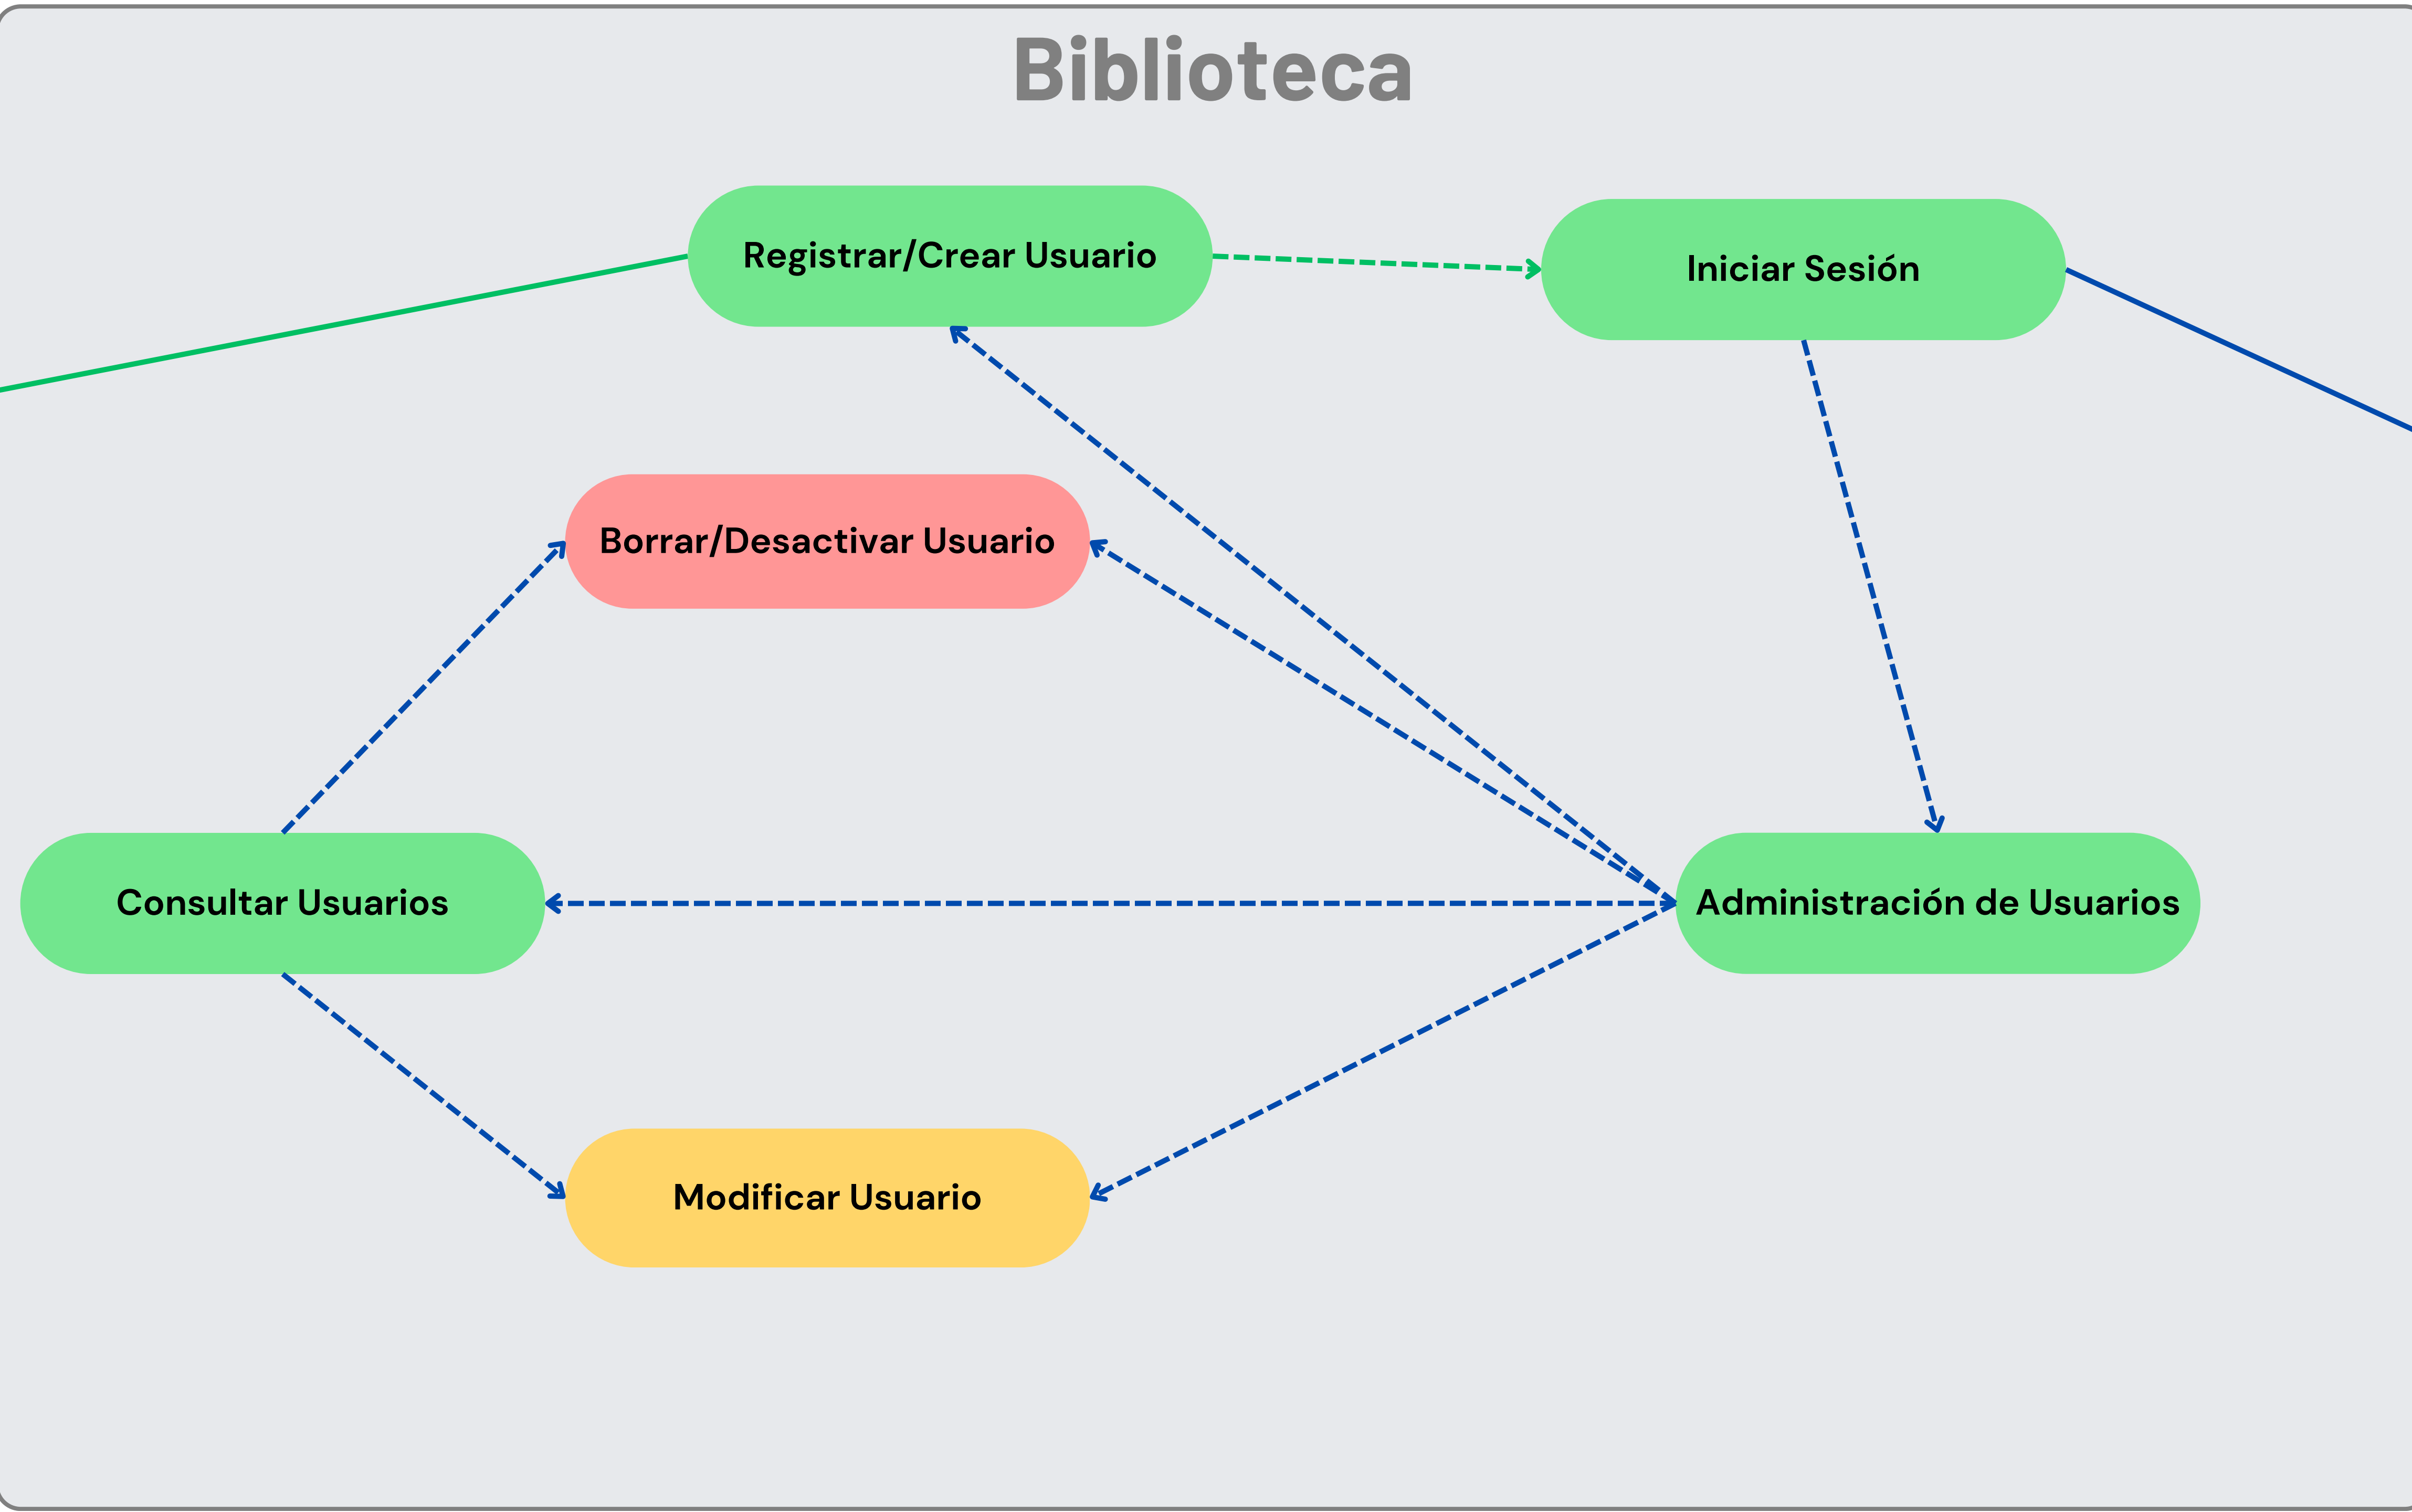 Biblioteca
Registrar/Crear Usuario
Iniciar Sesión
Borrar/Desactivar Usuario
Consultar Usuarios
Administración de Usuarios
Modificar Usuario